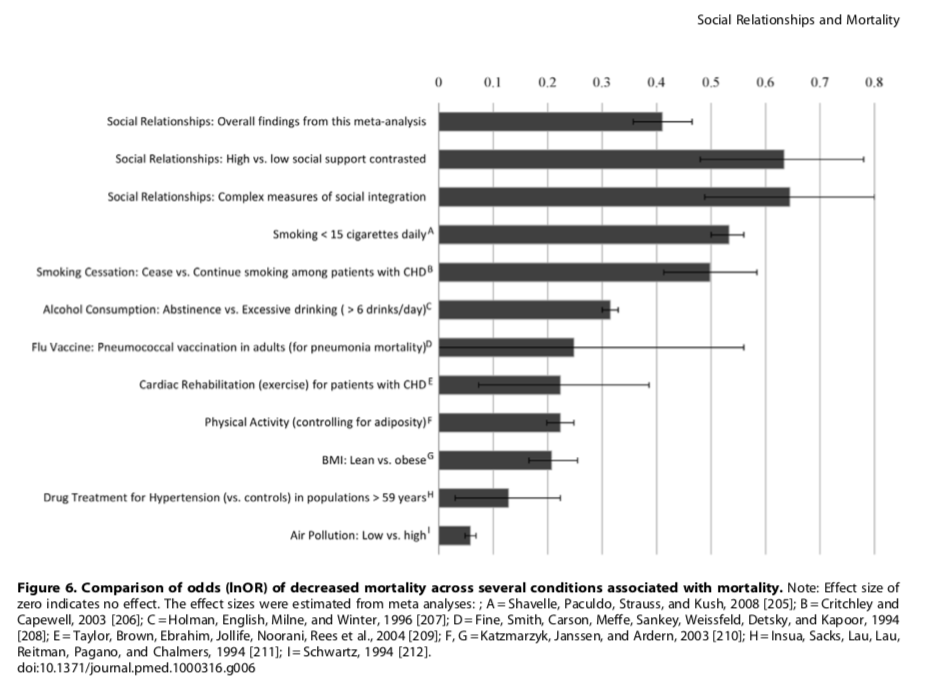 Social Relationships and Mortality
0 0.1 0.2 0.3 0.4 0.5 0.6 0.7 0.8
Social Relationships: Overall findings from this meta-analysis
Social Relationships: High vs. low social support contrasted
Social Relationships: Complex measures of social integration
Smoking < 15 cigarettes daily^A
Smoking Cessation: Cease vs. Continue smoking among patients with CHD^B
Alcohol Consumption: Abstinence vs. Excessive drinking ( > 6 drinks/day)^C
Flu Vaccine: Pneumococcal vaccination in adults (for pneumonia mortality)^D
Cardiac Rehabilitation (exercise) for patients with CHD^E
Physical Activity (controlling for adiposity)^F
BMI: Lean vs. obese^G
Drug Treatment for Hypertension (vs. controls) in populations > 59 years^H
Air Pollution: Low vs. high^I
Figure 6. Comparison of odds (lnOR) of decreased mortality across several conditions associated with mortality. Note: Effect size of
zero indicates no effect. The effect sizes were estimated from meta analyses: ; A = Shavelle, Paculdo, Strauss, and Kush, 2008 [205]; B = Critchley and
Capewell, 2003 [206]; C = Holman, English, Milne, and Winter, 1996 [207]; D = Fine, Smith, Carson, Meffe, Sankey, Weissfeld, Detsky, and Kapoor, 1994
[208]; E = Taylor, Brown, Ebrahim, Jollife, Noorani, Rees et al., 2004 [209]; F, G = Katzmarzyk, Janssen, and Ardern, 2003 [210]; H = Insua, Sacks, Lau, Lau,
Reitman, Pagano, and Chalmers, 1994 [211]; I = Schwartz, 1994 [212].
doi:10.1371/journal.pmed.1000316.g006